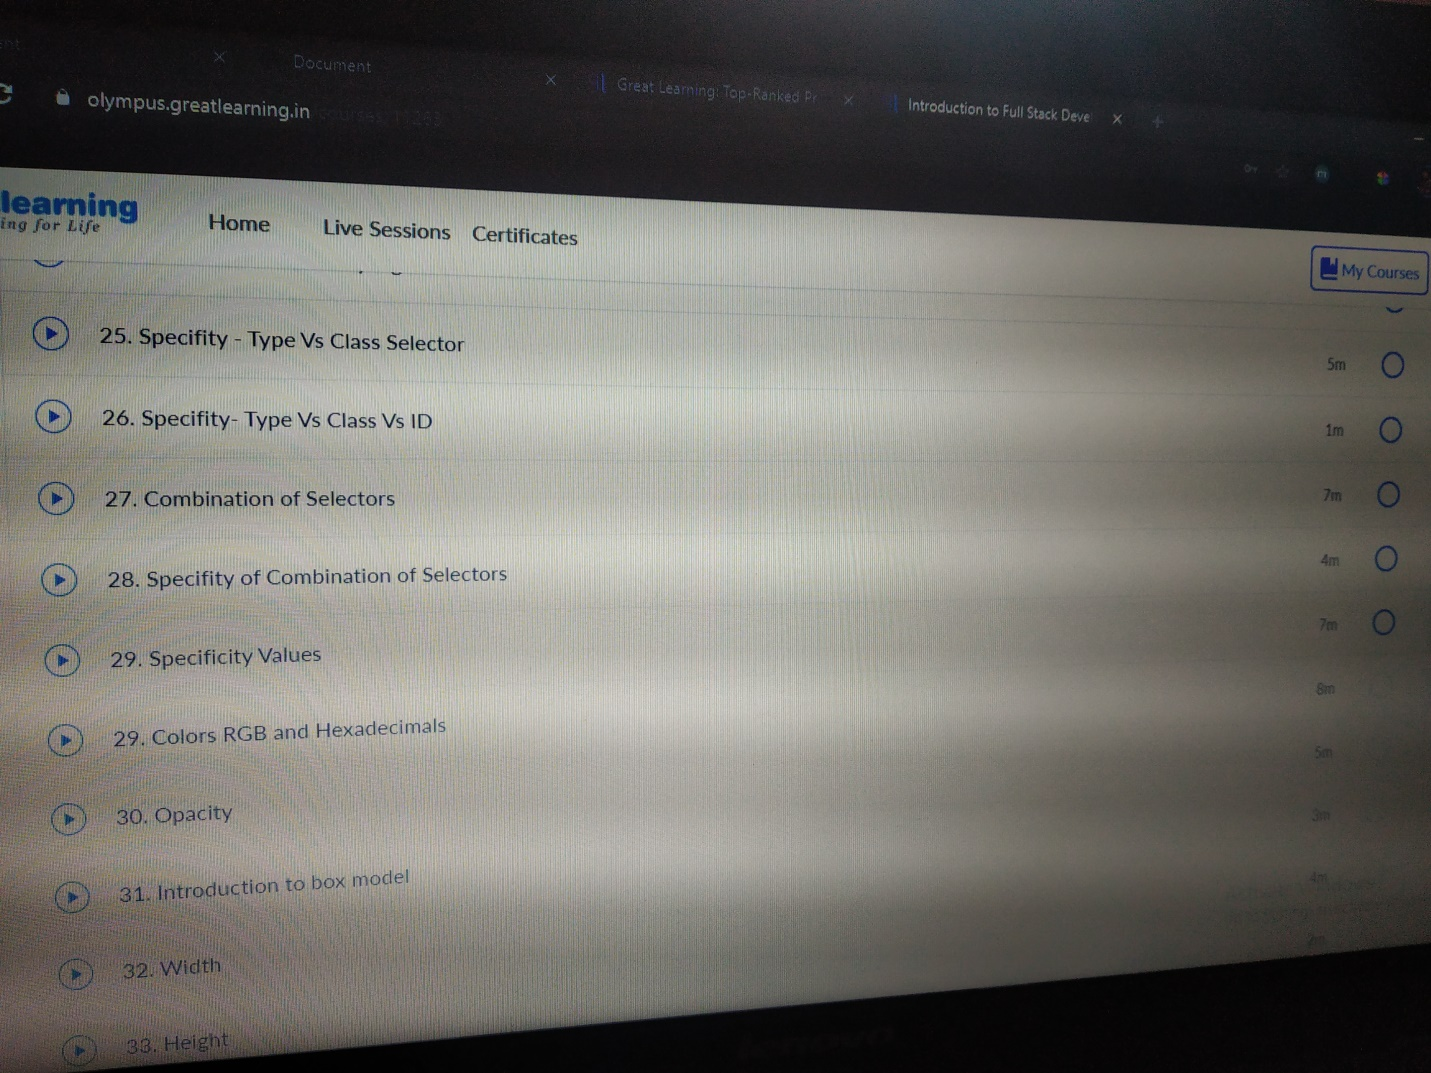 Document
Great Learning: Top-Ranked Pr
Introduction to Full Stack Deve
olympus.greatlearning.in
learning
ing for Life
Home
Live Sessions
Certificates
My Courses
25. Specifity - Type Vs Class Selector
5m
26. Specifity- Type Vs Class Vs ID
1m
27. Combination of Selectors
7m
28. Specifity of Combination of Selectors
4m
29. Specificity Values
7m
29. Colors RGB and Hexadecimals
8m
30. Opacity
5m
31. Introduction to box model
3m
32. Width
4m
33. Height